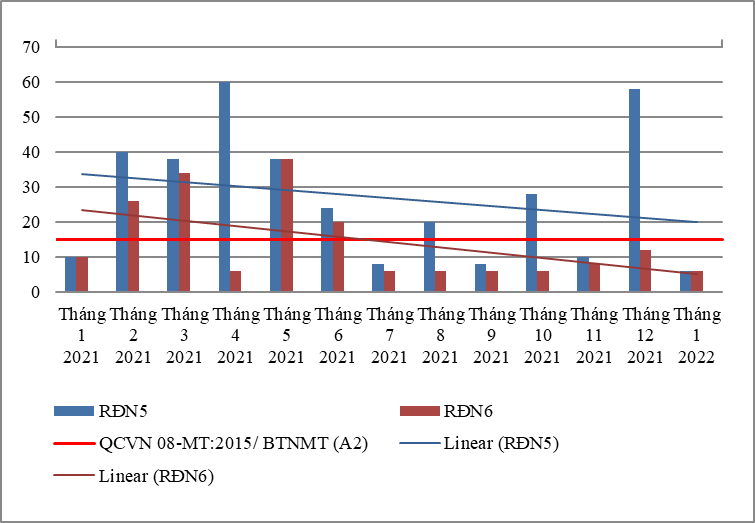 70
60
50
40
30
20
10
0
Tháng Tháng Tháng Tháng Tháng Tháng Tháng Tháng Tháng Tháng Tháng Tháng Tháng
1 2 3 4 5 6 7 8 9 10 11 12 1
2021 2021 2021 2021 2021 2021 2021 2021 2021 2021 2021 2021 2022
RĐN5 RĐN6
QCVN 08-MT:2015/ BTNMT (A2) Linear (RĐN5)
Linear (RĐN6)